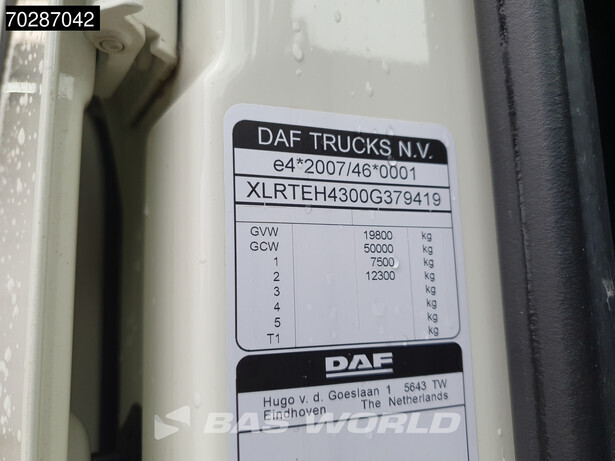 70287042
DAF TRUCKS N.V.
e4*2007/46*0001
XLRTEH4300G379419
GVW 19800 kg
GCW 50000 kg
1 7500 kg
2 12300 kg
3 kg
4 kg
5 kg
T1 kg
DAF
Hugo v. d. Goeslaan 1 5643 TW
Eindhoven The Netherlands
BAS WORLD